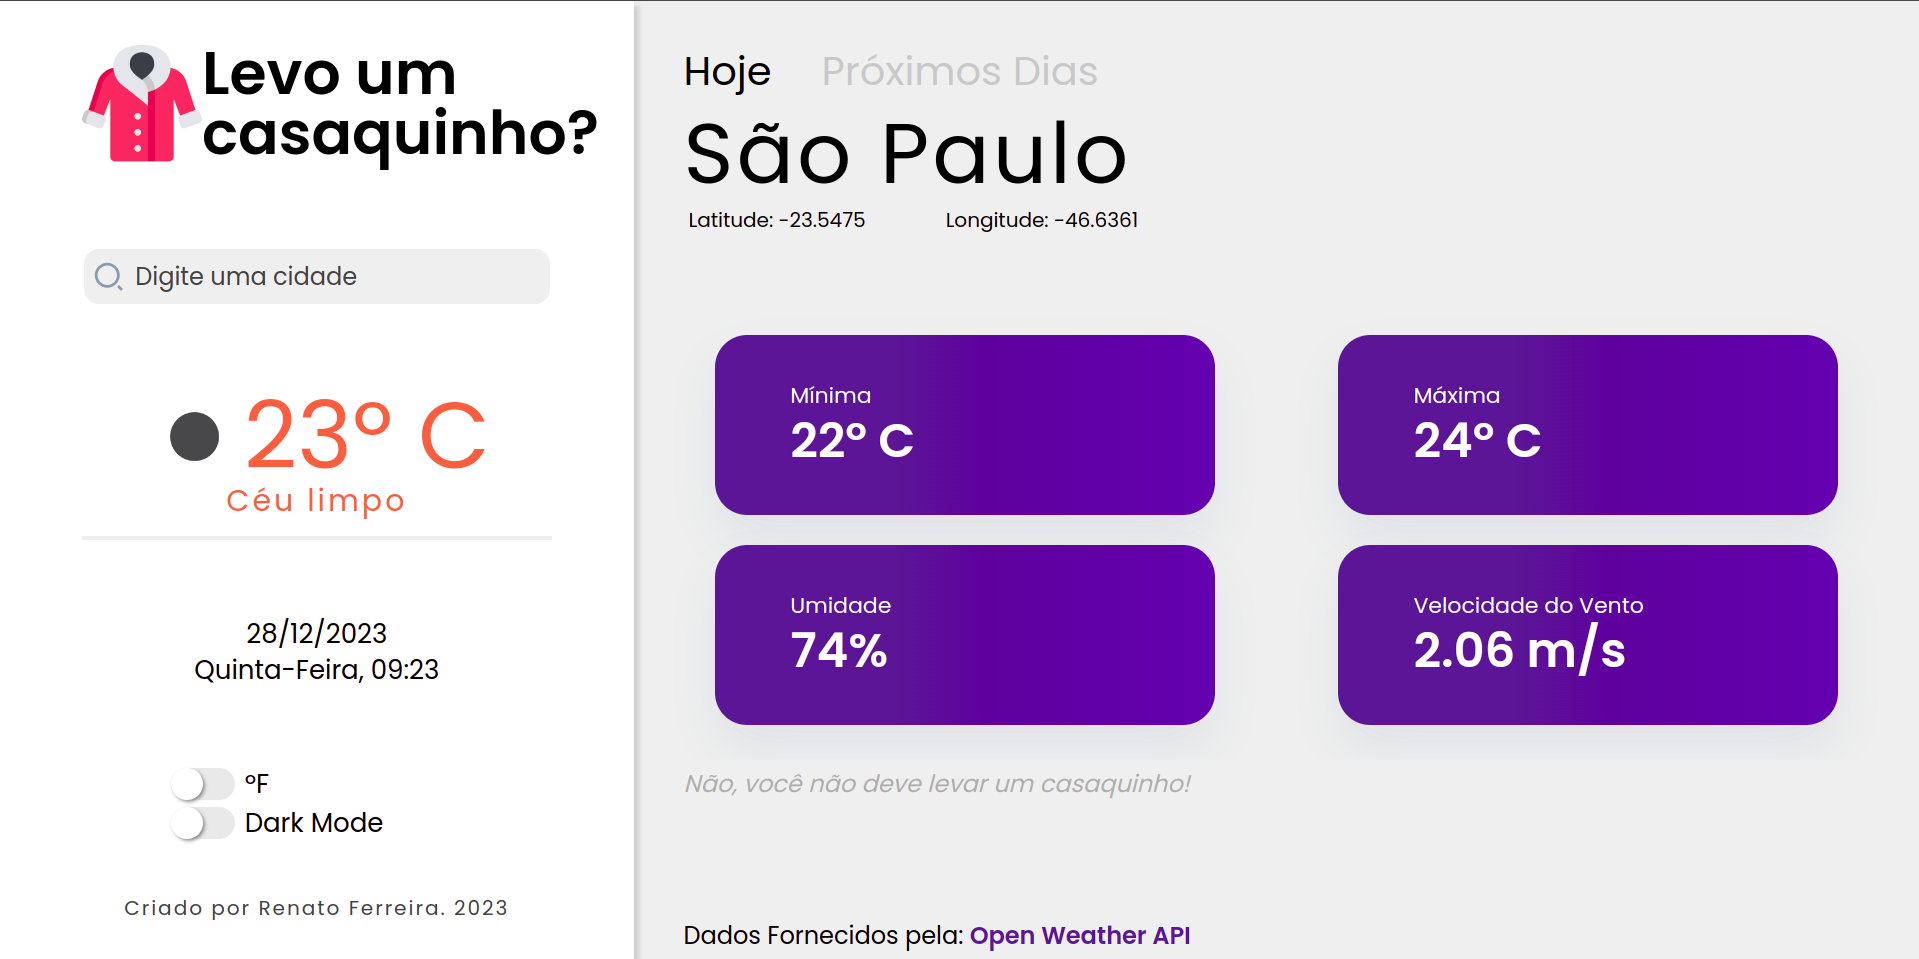 Levo um
casaquinho?
Digite uma cidade
23° C
Céu limpo
28/12/2023
Quinta-Feira, 09:23
°F
Dark Mode
Criado por Renato Ferreira. 2023
Hoje Próximos Dias
São Paulo
Latitude: -23.5475 Longitude: -46.6361
Mínima
22° C
Máxima
24° C
Umidade
74%
Velocidade do Vento
2.06 m/s
Não, você não deve levar um casaquinho!
Dados Fornecidos pela: Open Weather API